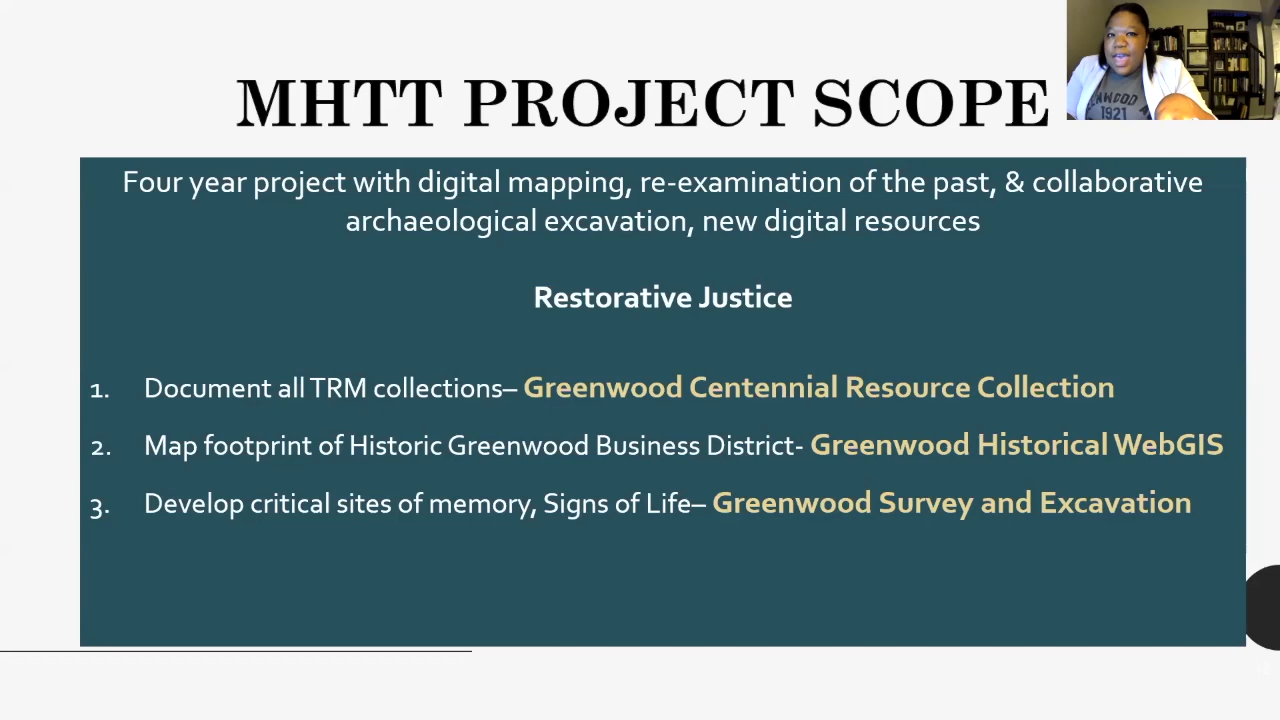 MHTT PROJECT SCOPE
Four year project with digital mapping, re-examination of the past, & collaborative
archaeological excavation, new digital resources
Restorative Justice
1. Document all TRM collections– Greenwood Centennial Resource Collection
2. Map footprint of Historic Greenwood Business District- Greenwood Historical WebGIS
3. Develop critical sites of memory, Signs of Life– Greenwood Survey and Excavation
1921